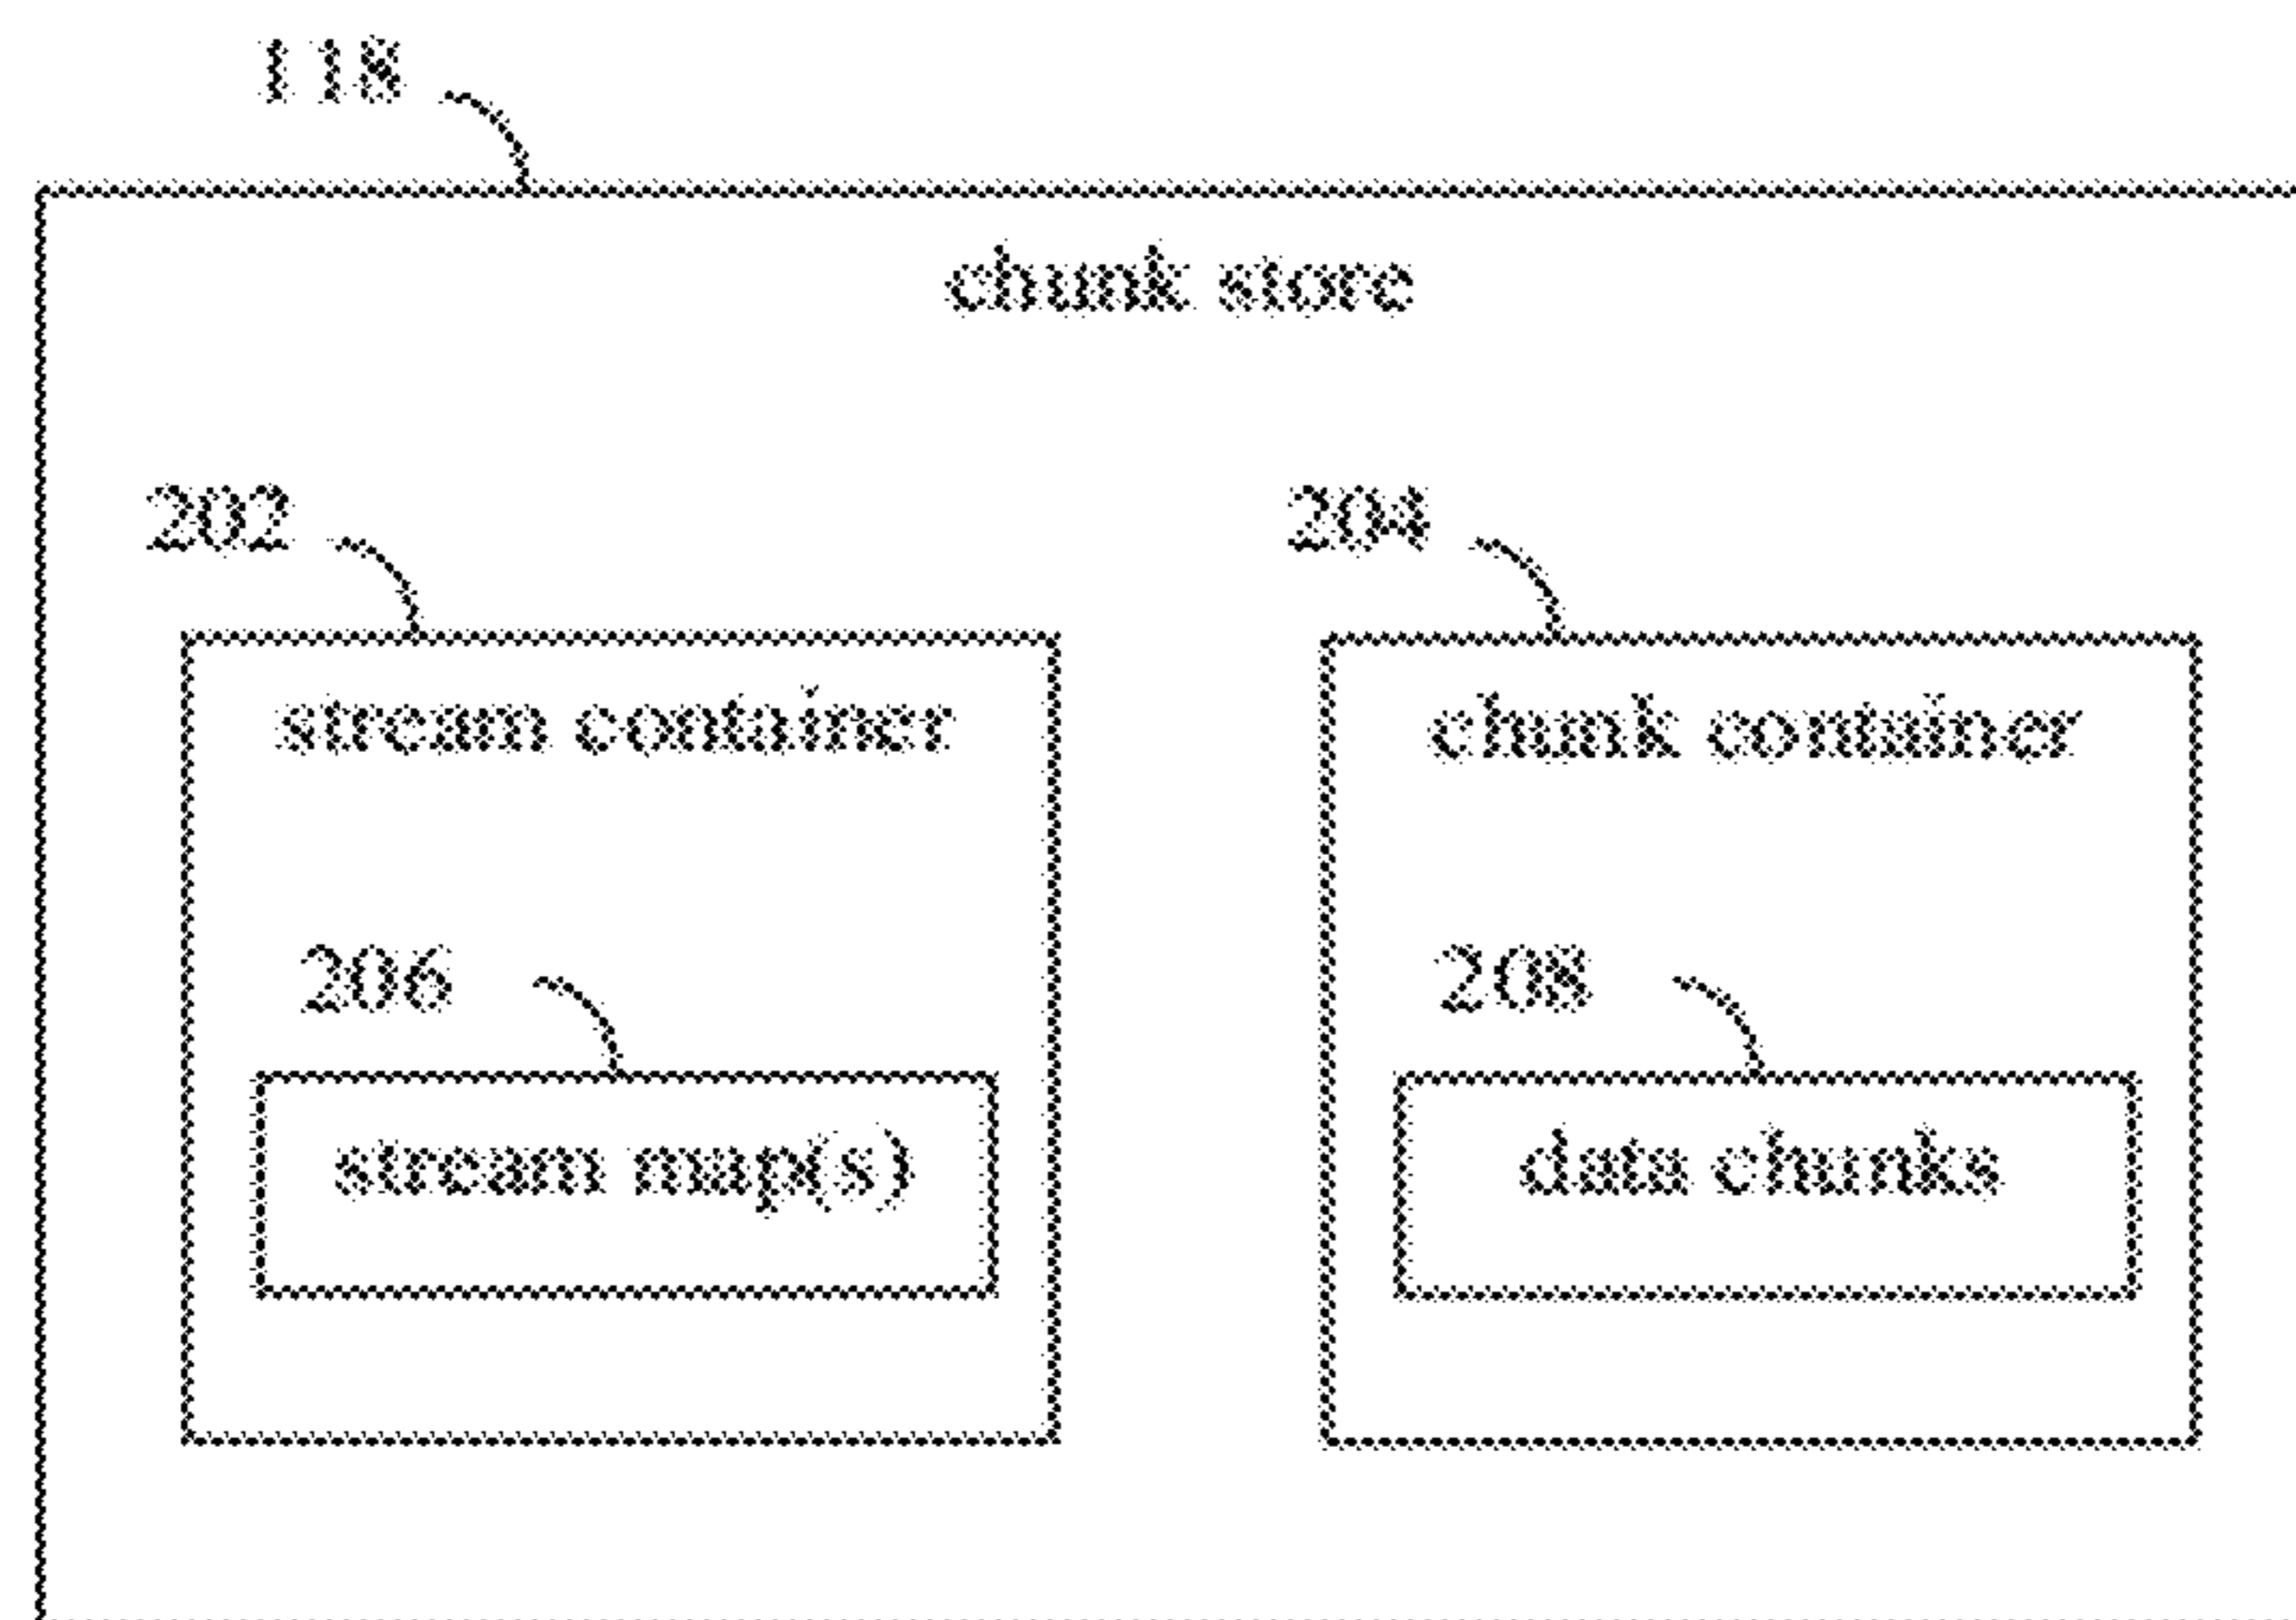 118
chunk store
202
204
stream container
chunk container
206
208
stream map(s)
data chunks